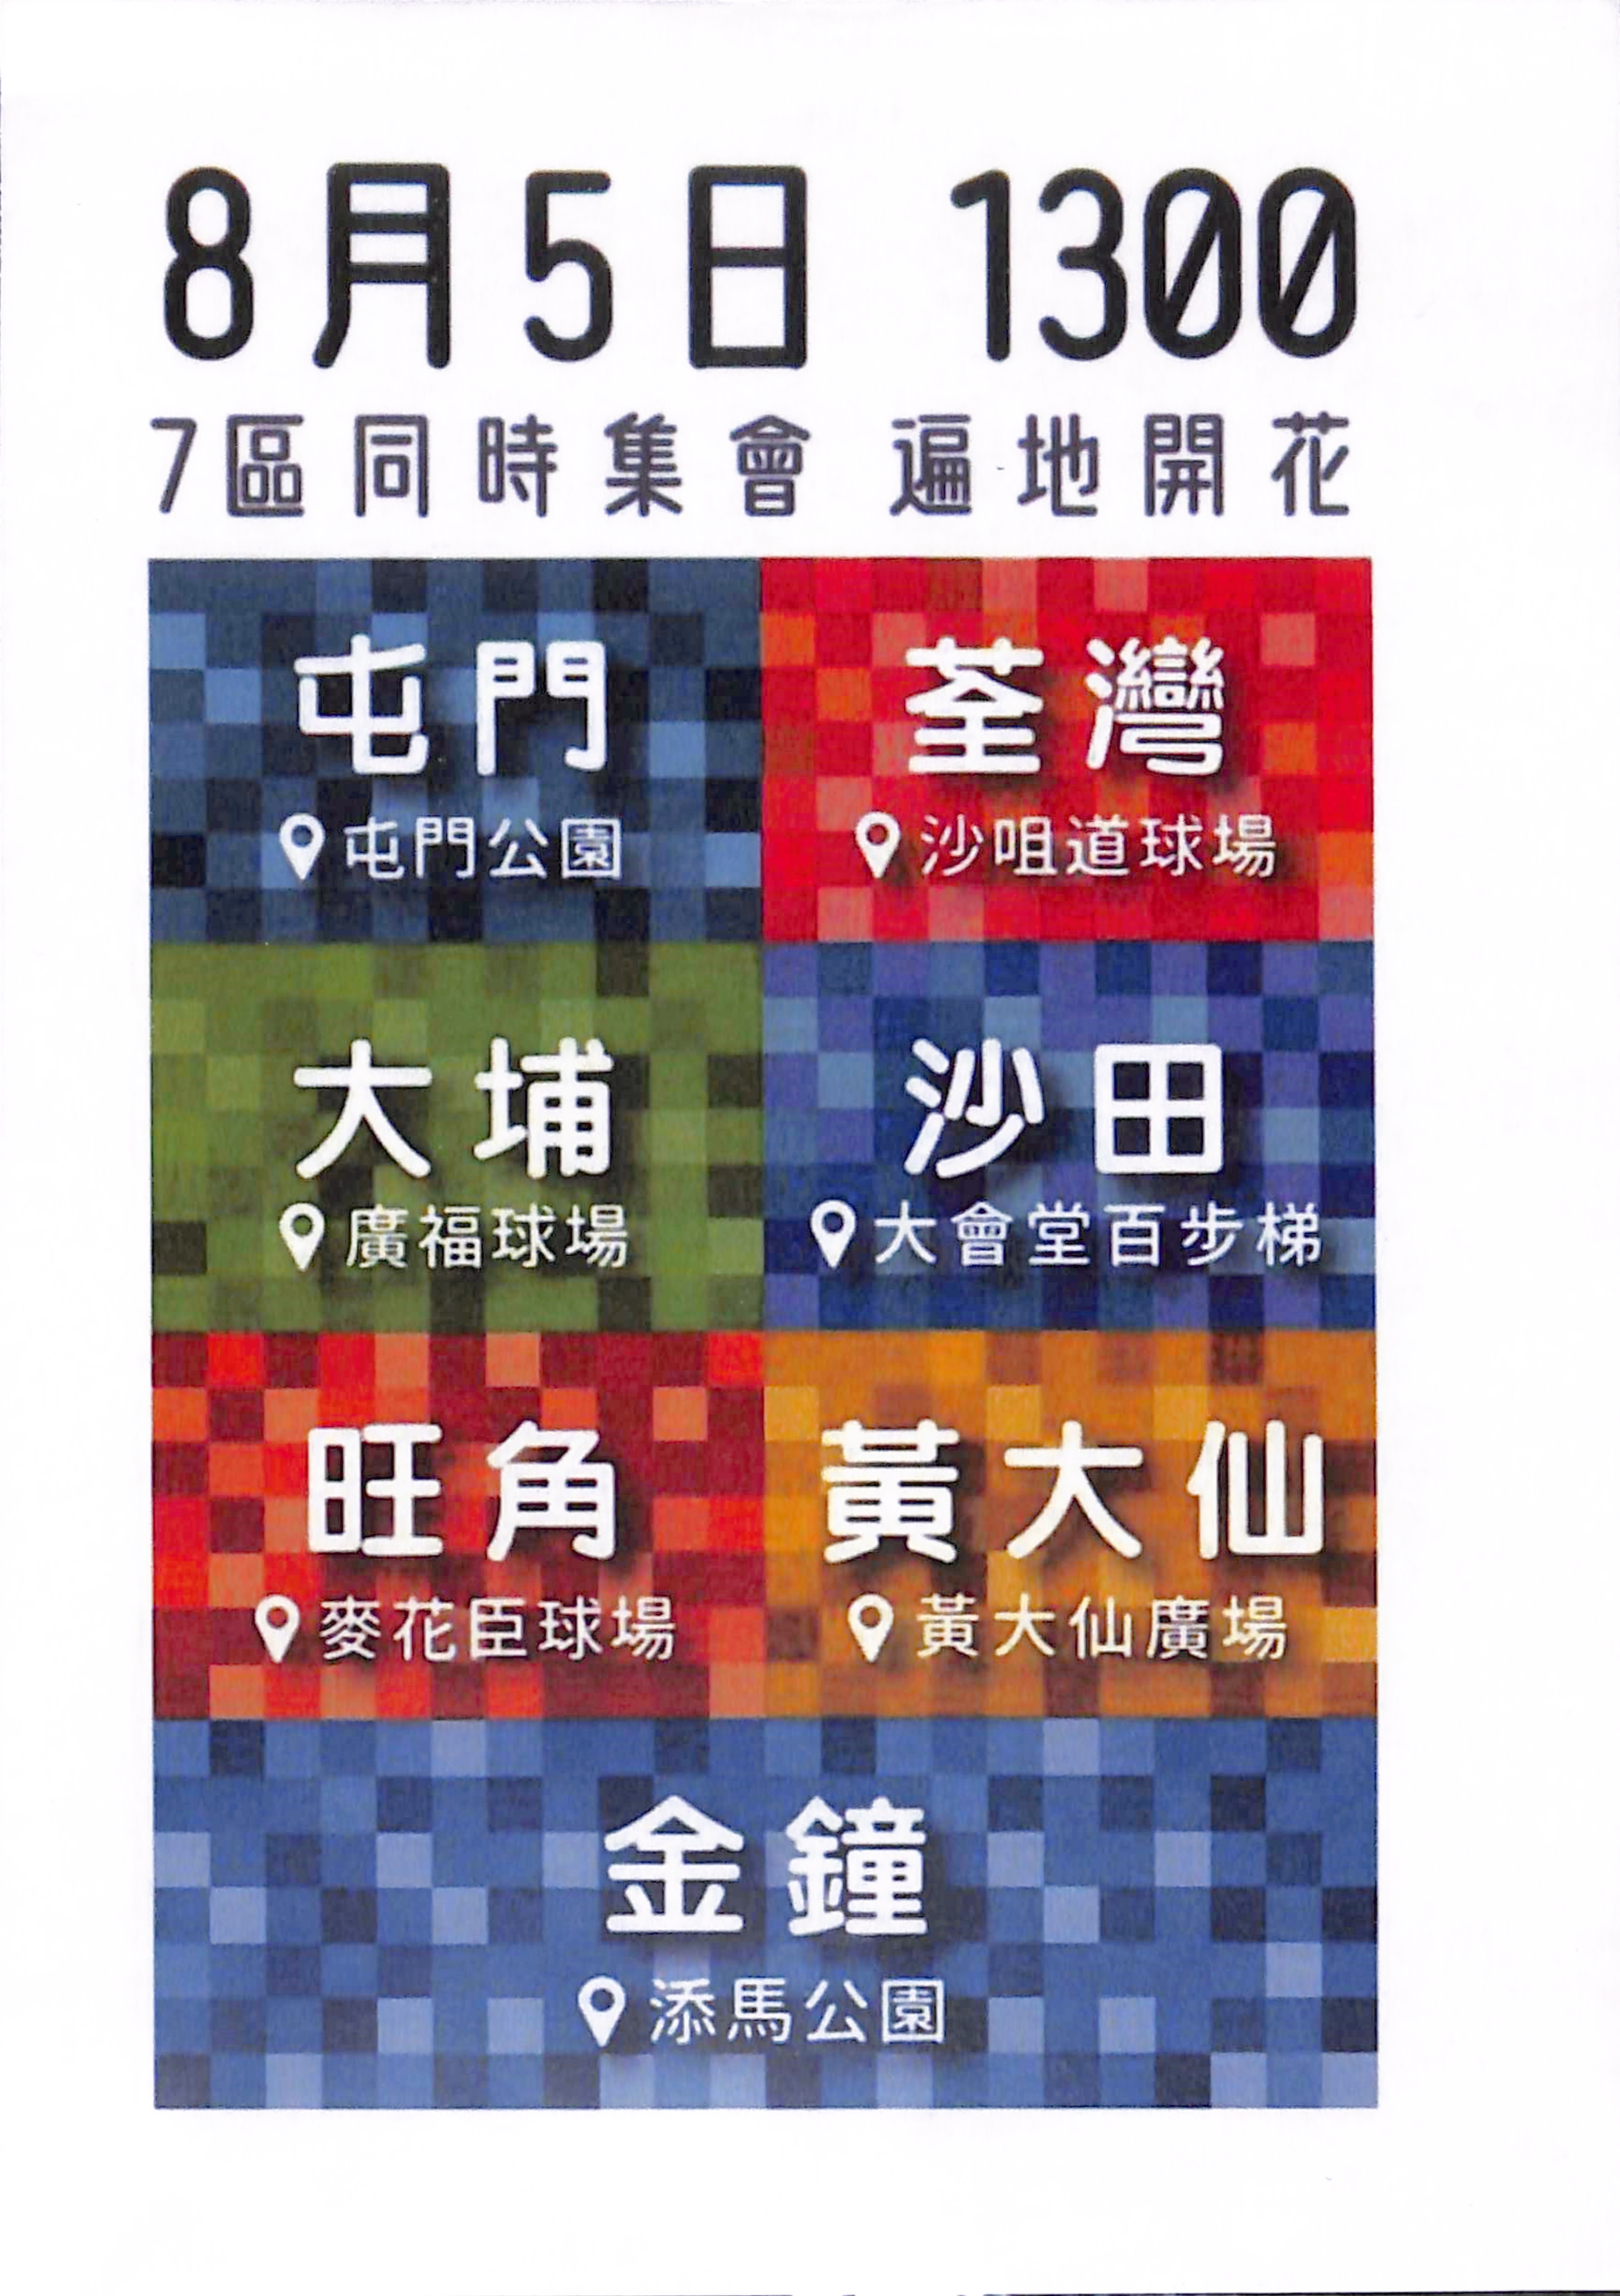 8月5日 1300
7區同時集會 遍地開花
屯門
屯門公園
荃灣
沙咀道球場
大埔
廣福球場
沙田
大會堂百步梯
旺角
麥花臣球場
黃大仙
黃大仙廣場
金鐘
添馬公園